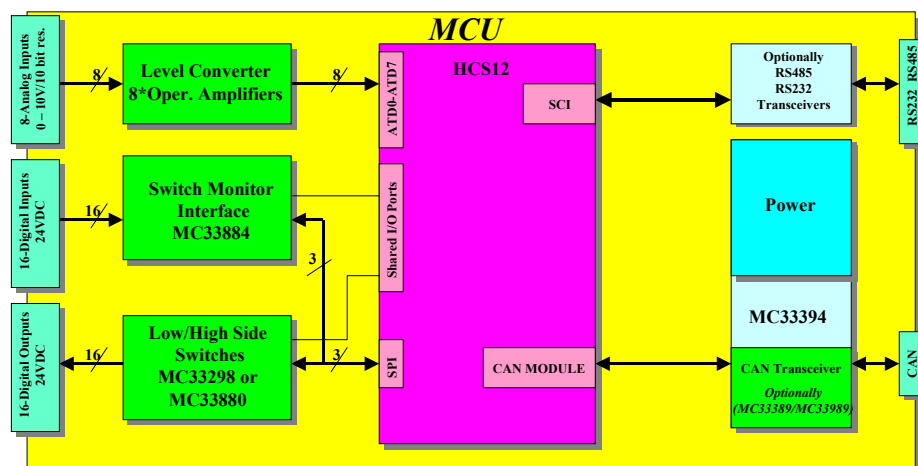 MCU
8-Analog Inputs
0 – 10V/10 bit res.
8
Level Converter
8*Oper. Amplifiers
8
ATD0-ATD7
HCS12
SCI
Optionally
RS485
RS232
Transceivers
RS232 RS485
16-Digital Inputs
24VDC
16
Switch Monitor
Interface
MC33884
3
Shared I/O Ports
Power
16-Digital Outputs
24VDC
16
Low/High Side
Switches
MC33298 or
MC33880
3
SPI
CAN MODULE
MC33394
CAN Transceiver
Optionally
(MC33389/MC33989)
CAN